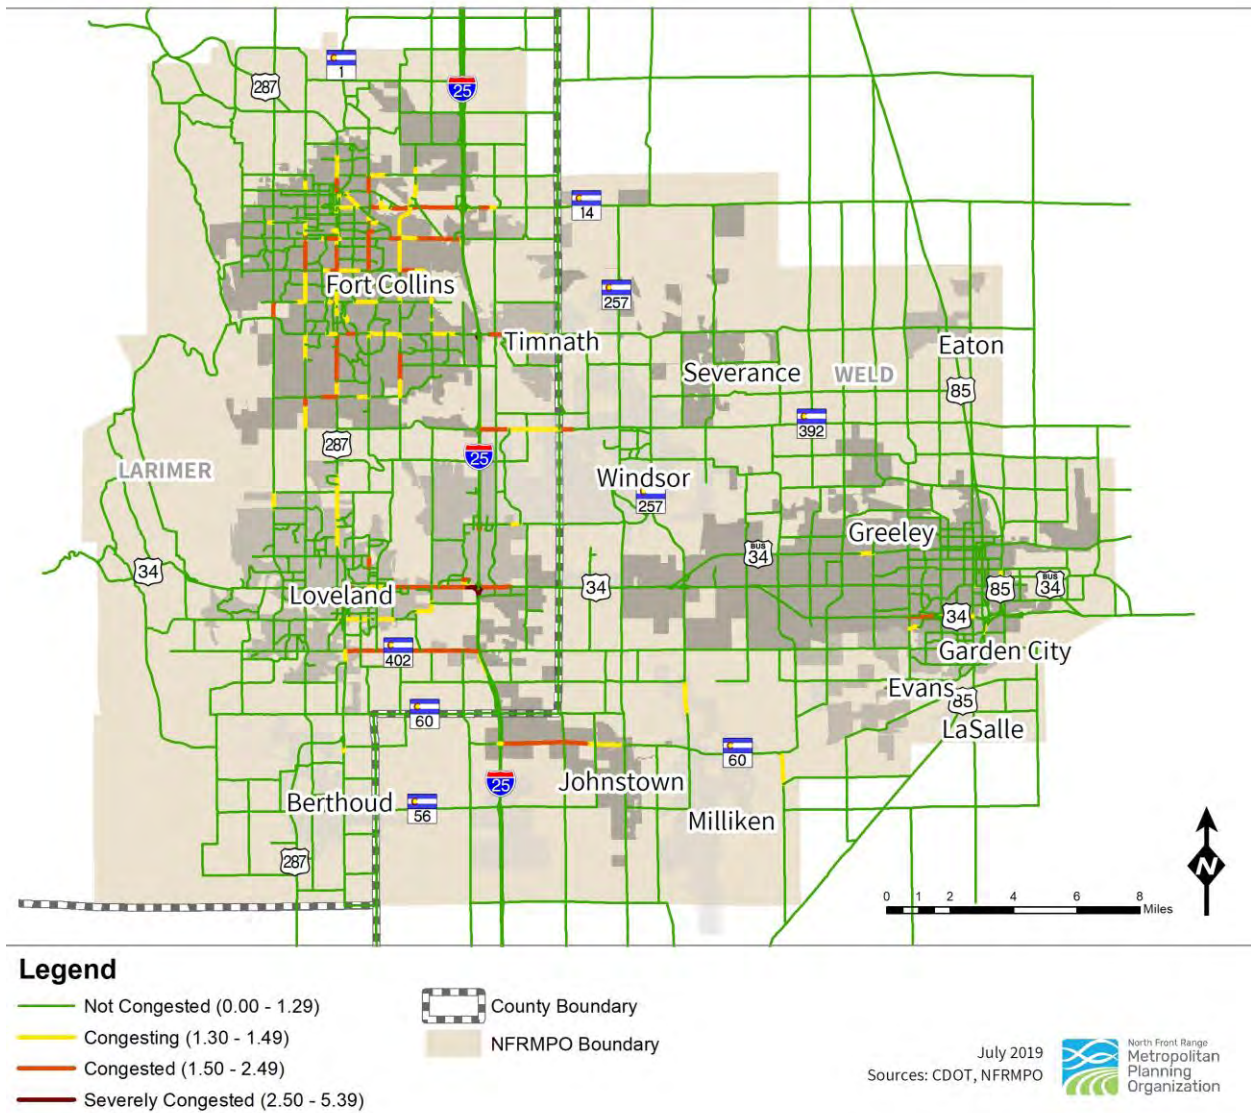 287
1
25
14
Fort Collins
257
Timnath
Eaton
Severance
WELD
85
392
287
25
LARIMER
Windsor
257
Greeley
BUS
34
34
34
85
BUS
34
Loveland
34
402
Garden City
Evans
85
60
LaSalle
60
25
Johnstown
Berthoud
56
Milliken
287
N
0 1 2 4 6 8
Miles
Legend
Not Congested (0.00 - 1.29)
Congesting (1.30 - 1.49)
Congested (1.50 - 2.49)
Severely Congested (2.50 - 5.39)
County Boundary
NFRMPO Boundary
July 2019
Sources: CDOT, NFRMPO
North Front Range
Metropolitan
Planning
Organization